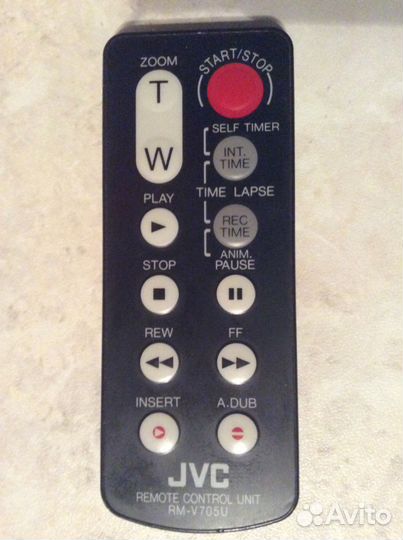 ZOOM
START/STOP
T
W
SELF TIMER
INT.
TIME
TIME LAPSE
PLAY
REC
TIME
ANIM.
STOP
PAUSE
REW
FF
INSERT
A.DUB
JVC
REMOTE CONTROL UNIT
RM-V705U
Avito